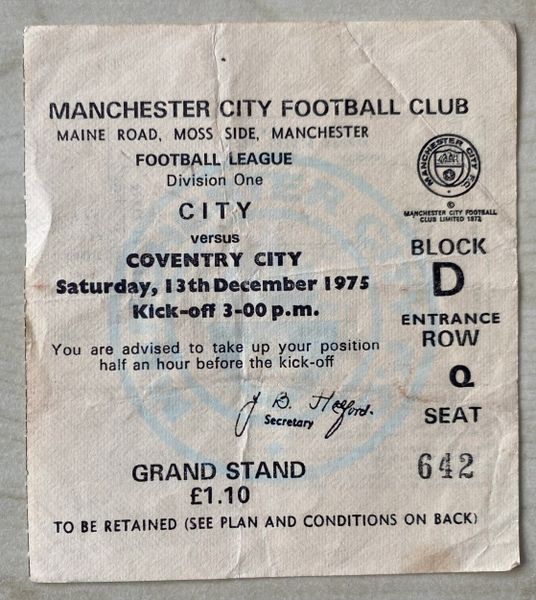 MANCHESTER CITY FOOTBALL CLUB
MAINE ROAD, MOSS SIDE, MANCHESTER
FOOTBALL LEAGUE
Division One
CITY
versus
COVENTRY CITY
Saturday, 13th December 1975
Kick-off 3-00 p.m.
You are advised to take up your position
half an hour before the kick-off
J. B. Halford.
Secretary
GRAND STAND
£1.10
MANCHESTER CITY F.C.
©
MANCHESTER CITY FOOTBALL
CLUB LIMITED 1972
BLOCK
D
ENTRANCE
ROW
Q
SEAT
642
TO BE RETAINED (SEE PLAN AND CONDITIONS ON BACK)